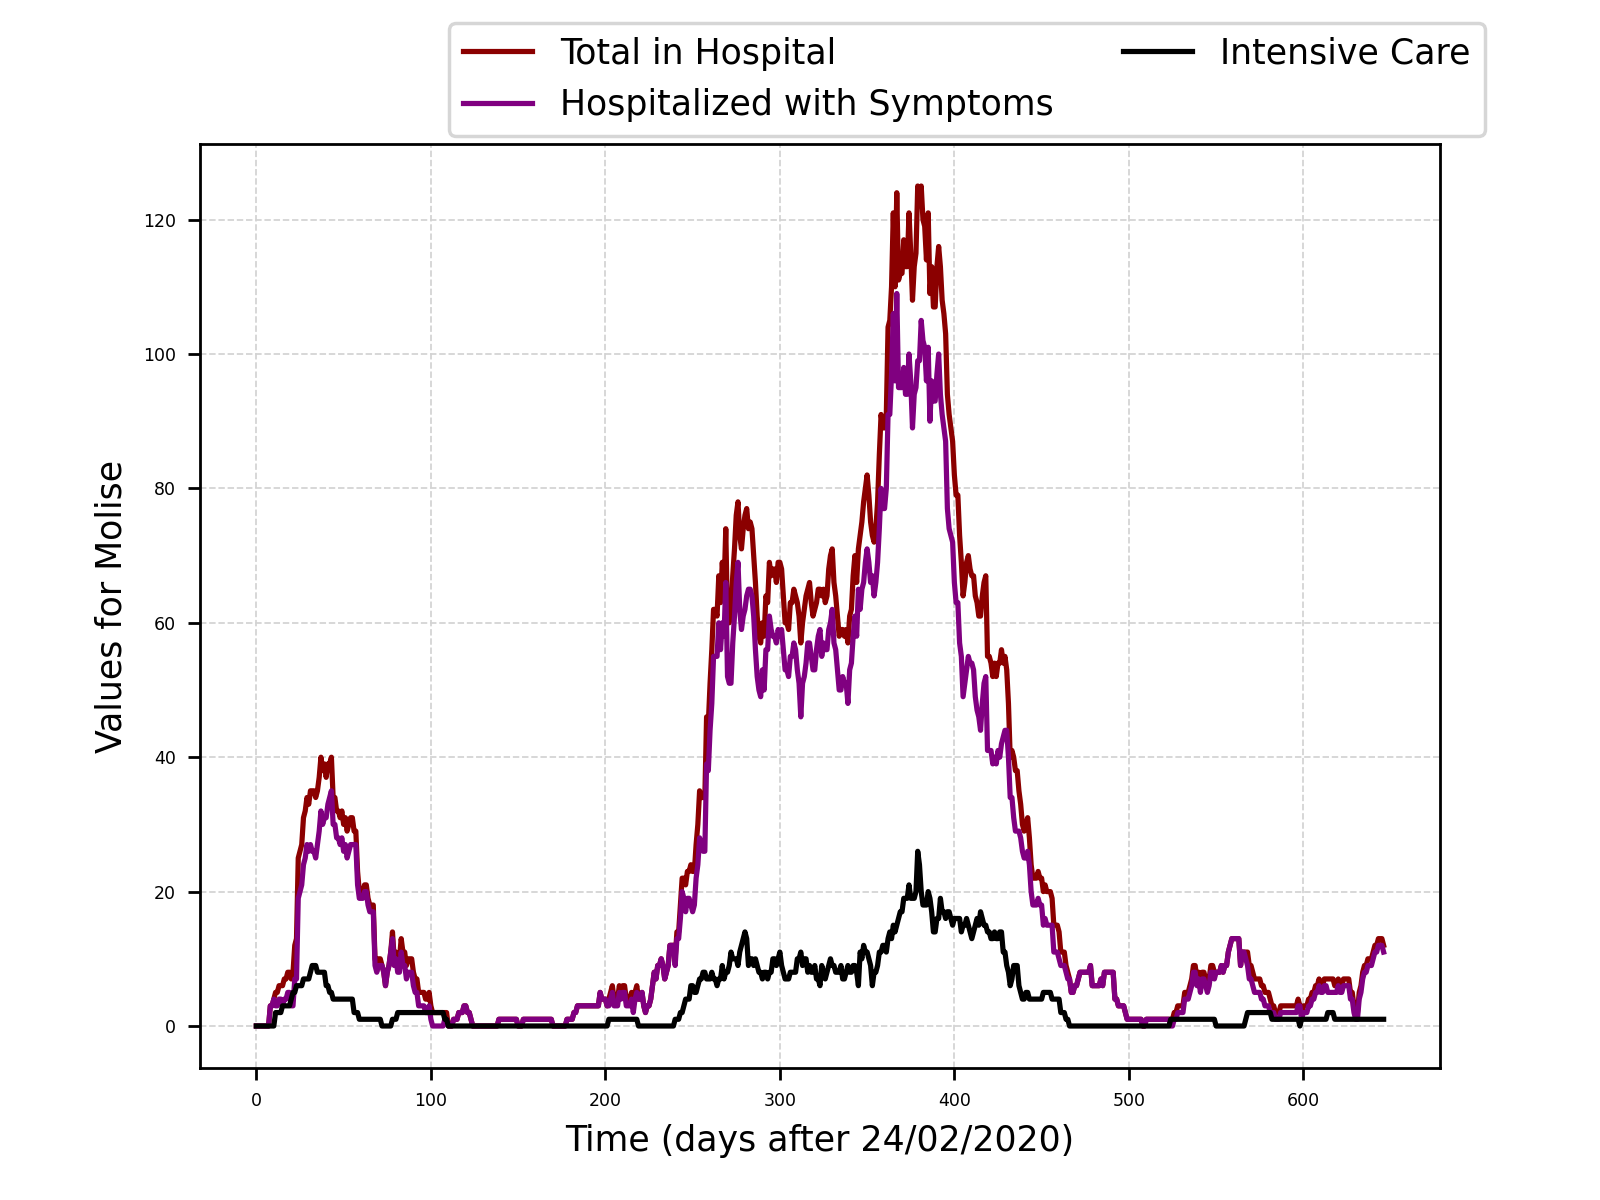 Total in Hospital
Hospitalized with Symptoms
Intensive Care
120
100
80
60
40
20
0
Values for Molise
0 100 200 300 400 500 600
Time (days after 24/02/2020)